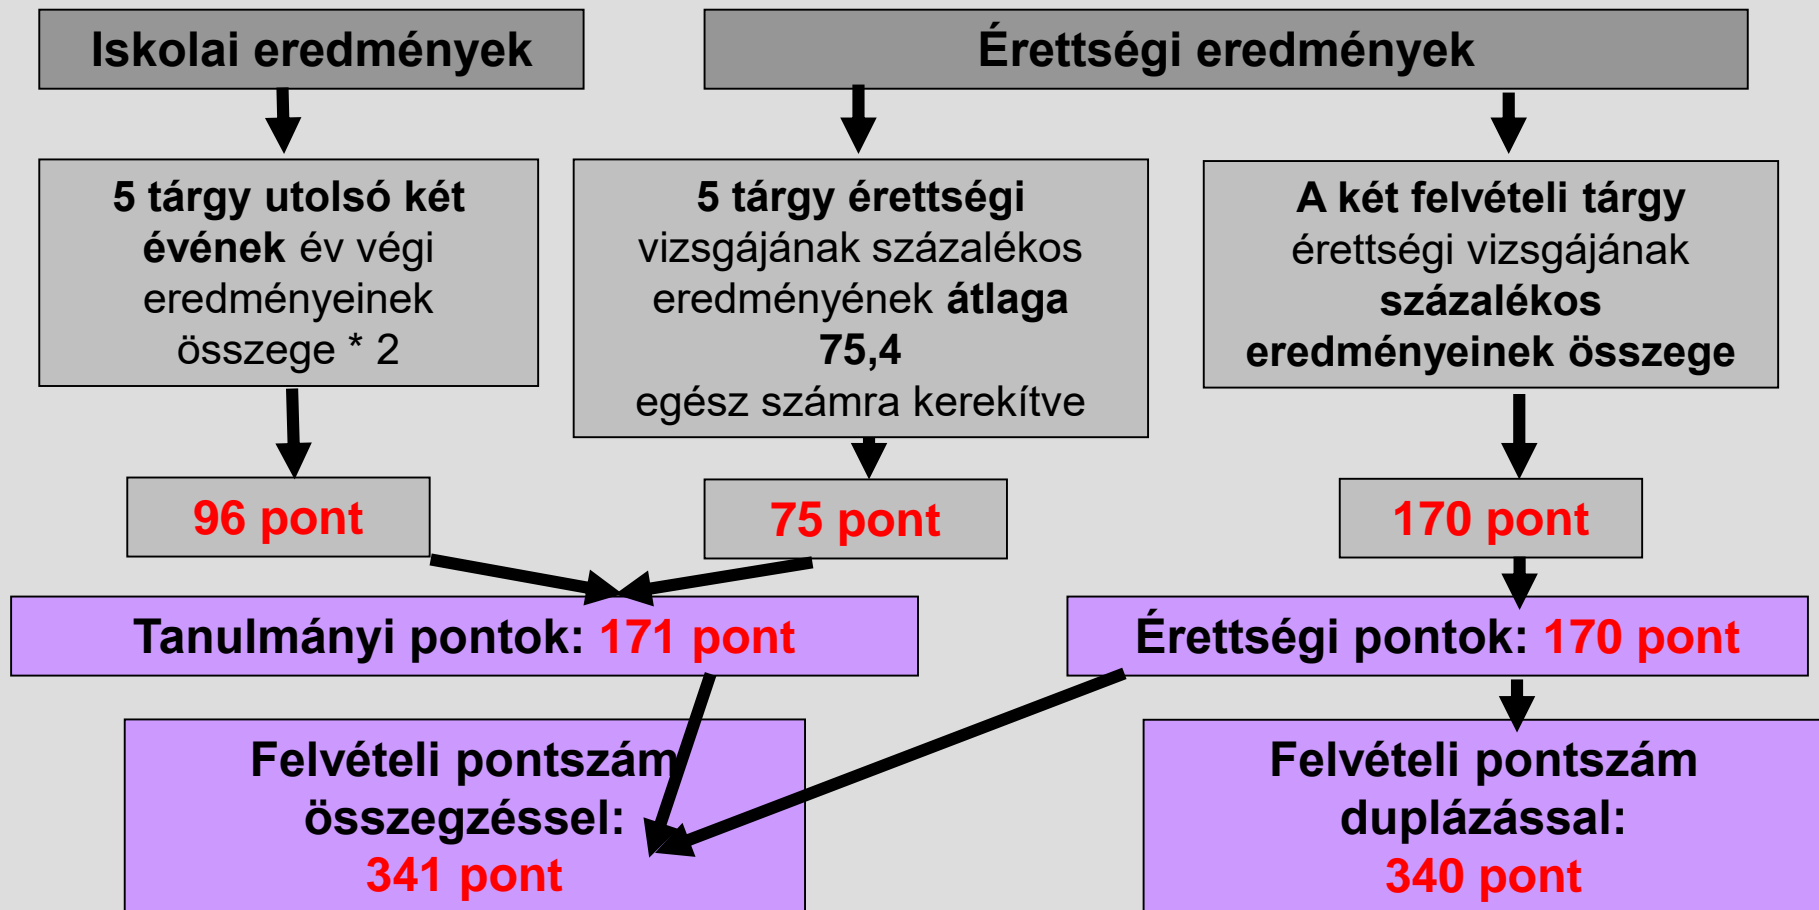 Iskolai eredmények
Érettségi eredmények
5 tárgy utolsó két
évének év végi
eredményeinek
összege * 2
5 tárgy érettségi
vizsgájának százalékos
eredményének átlaga
75,4
egész számra kerekítve
A két felvételi tárgy
érettségi vizsgájának
százalékos
eredményeinek összege
96 pont
75 pont
170 pont
Tanulmányi pontok: 171 pont
Érettségi pontok: 170 pont
Felvételi pontszám
összegzéssel:
341 pont
Felvételi pontszám
duplázással:
340 pont